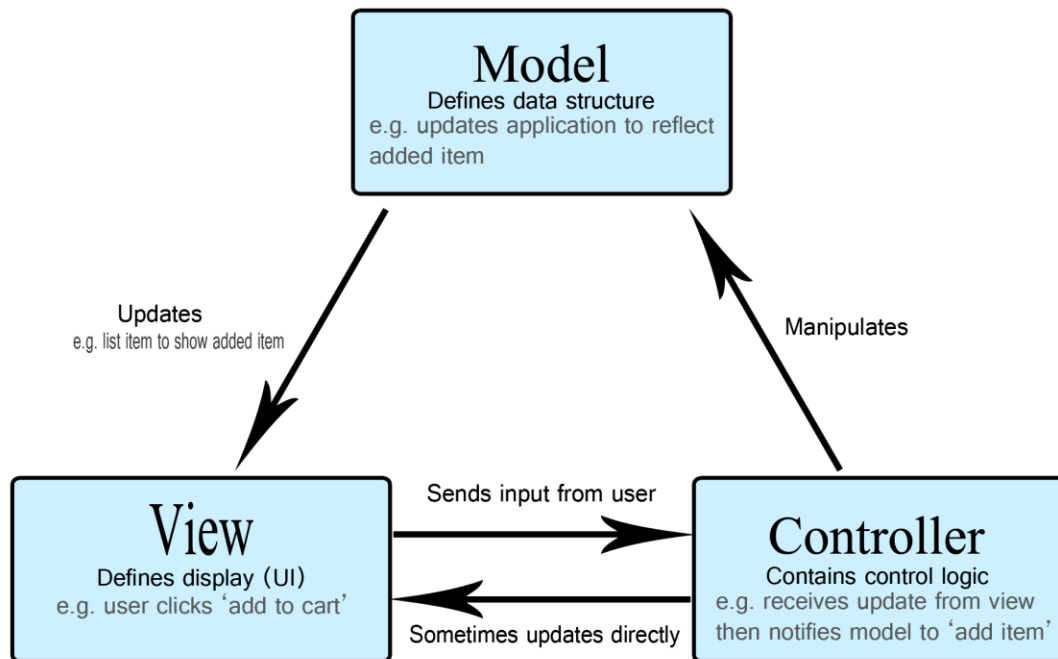 Model
Defines data structure
e.g. updates application to reflect
added item
Updates
e.g. list item to show added item
Manipulates
View
Defines display (UI)
e.g. user clicks ‘add to cart’
Sends input from user
Sometimes updates directly
Controller
Contains control logic
e.g. receives update from view
then notifies model to ‘add item’